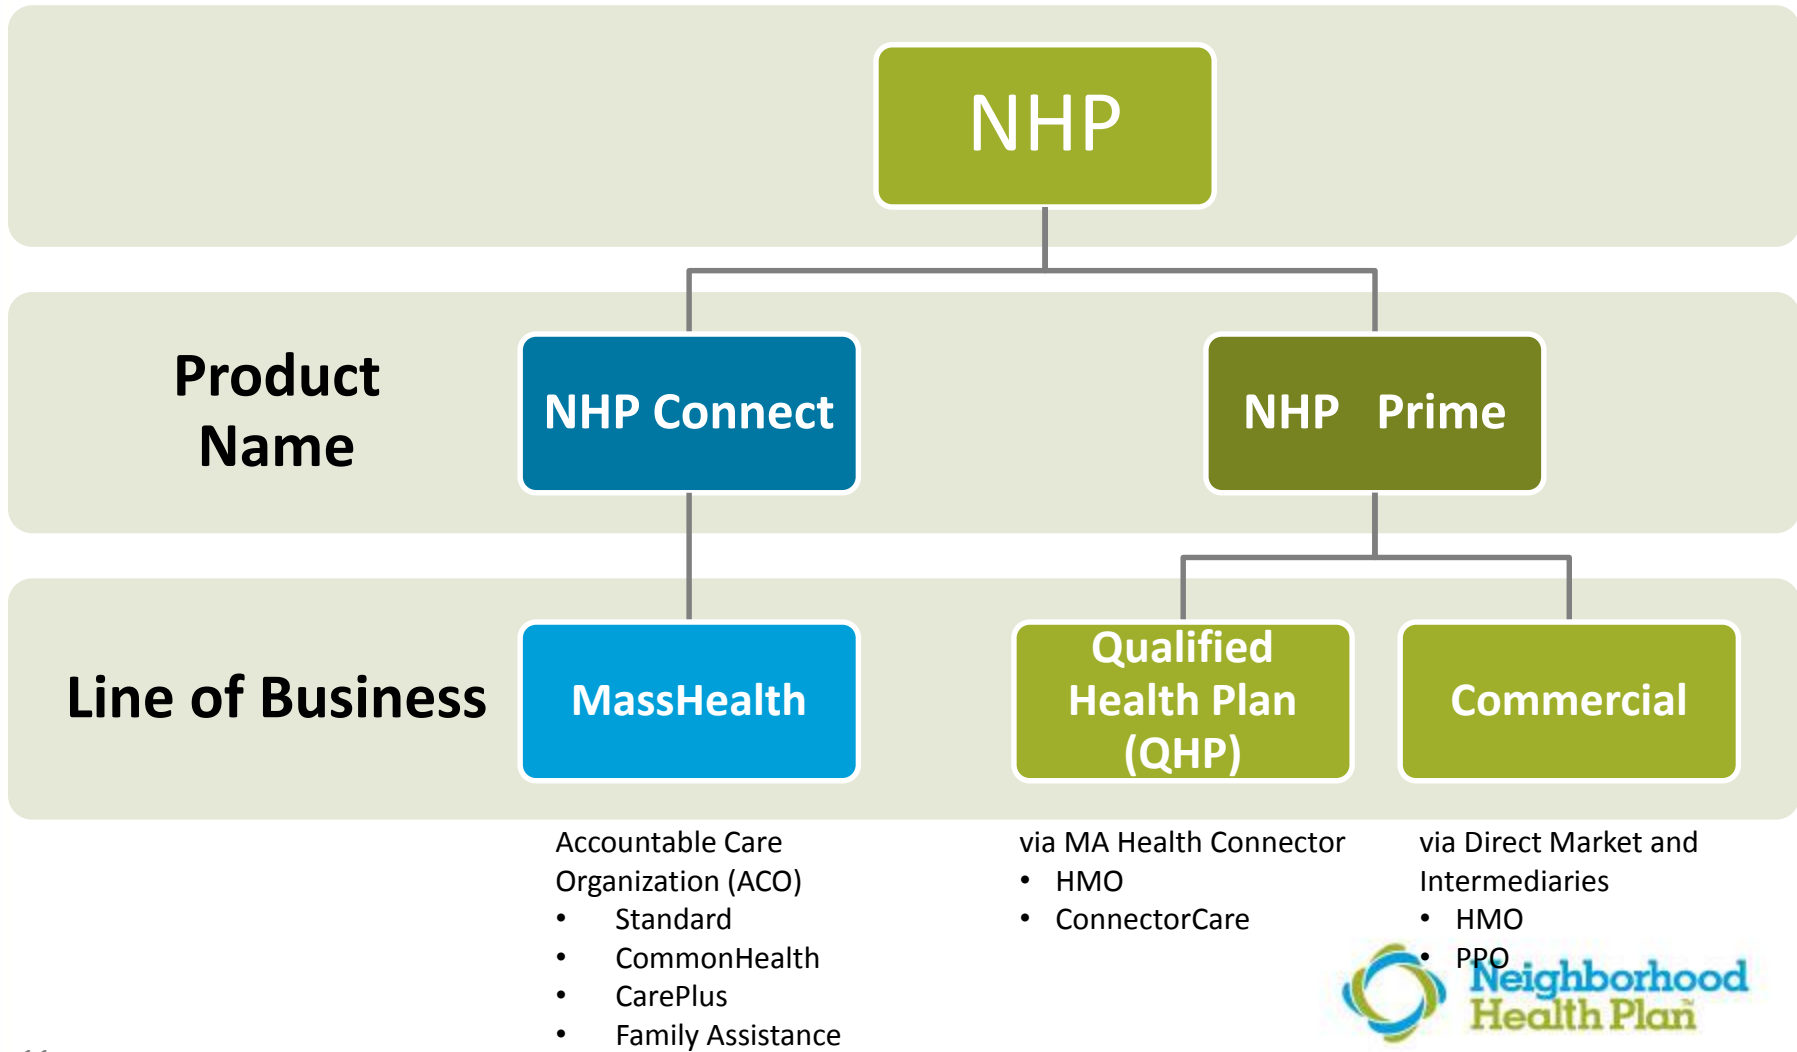 NHP
Product
Name
NHP Connect
NHP Prime
Line of Business
MassHealth
Qualified
Health Plan
(QHP)
Commercial
Accountable Care
Organization (ACO)
• Standard
• CommonHealth
• CarePlus
• Family Assistance
via MA Health Connector
• HMO
• ConnectorCare
via Direct Market and
Intermediaries
• HMO
• PPO
Neighborhood
Health Plan